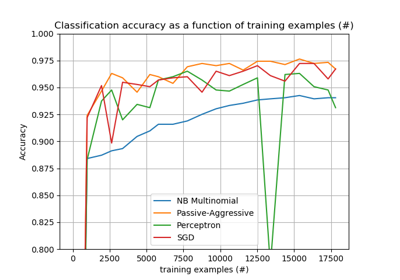 Classification accuracy as a function of training examples (#)
1.000
0.975
0.950
0.925
0.900
0.875
0.850
0.825
0.800
Accuracy
NB Multinomial
Passive-Aggressive
Perceptron
SGD
0 2500 5000 7500 10000 12500 15000 17500
training examples (#)